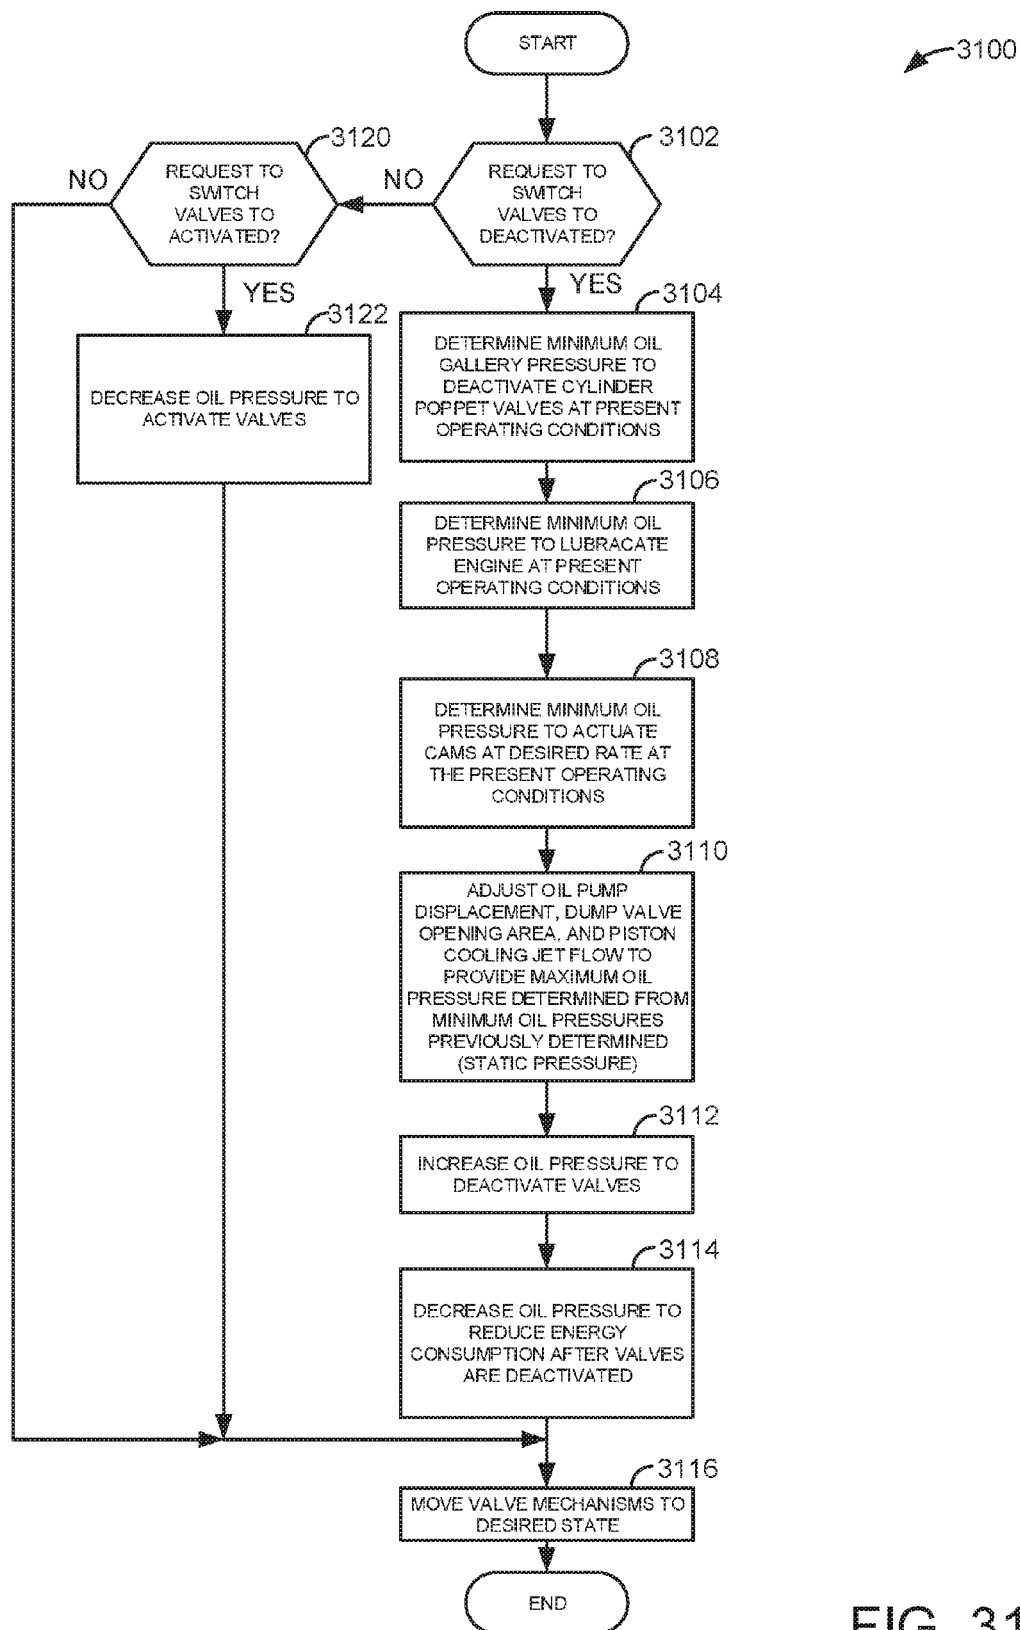 START
3100
3120
3102
REQUEST TO
SWITCH
VALVES TO
ACTIVATED?
NO
REQUEST TO
SWITCH
VALVES TO
DEACTIVATED?
NO
YES
YES
3122
DECREASE OIL PRESSURE TO
ACTIVATE VALVES
3104
DETERMINE MINIMUM OIL
GALLERY PRESSURE TO
DEACTIVATE CYLINDER
POPPET VALVES AT PRESENT
OPERATING CONDITIONS
3106
DETERMINE MINIMUM OIL
PRESSURE TO LUBRACATE
ENGINE AT PRESENT
OPERATING CONDITIONS
3108
DETERMINE MINIMUM OIL
PRESSURE TO ACTUATE
CAMS AT DESIRED RATE AT
THE PRESENT OPERATING
CONDITIONS
3110
ADJUST OIL PUMP
DISPLACEMENT, DUMP VALVE
OPENING AREA, AND PISTON
COOLING JET FLOW TO
PROVIDE MAXIMUM OIL
PRESSURE DETERMINED FROM
MINIMUM OIL PRESSURES
PREVIOUSLY DETERMINED
(STATIC PRESSURE)
3112
INCREASE OIL PRESSURE TO
DEACTIVATE VALVES
3114
DECREASE OIL PRESSURE TO
REDUCE ENERGY
CONSUMPTION AFTER VALVES
ARE DEACTIVATED
3116
MOVE VALVE MECHANISMS TO
DESIRED STATE
END
FIG. 31